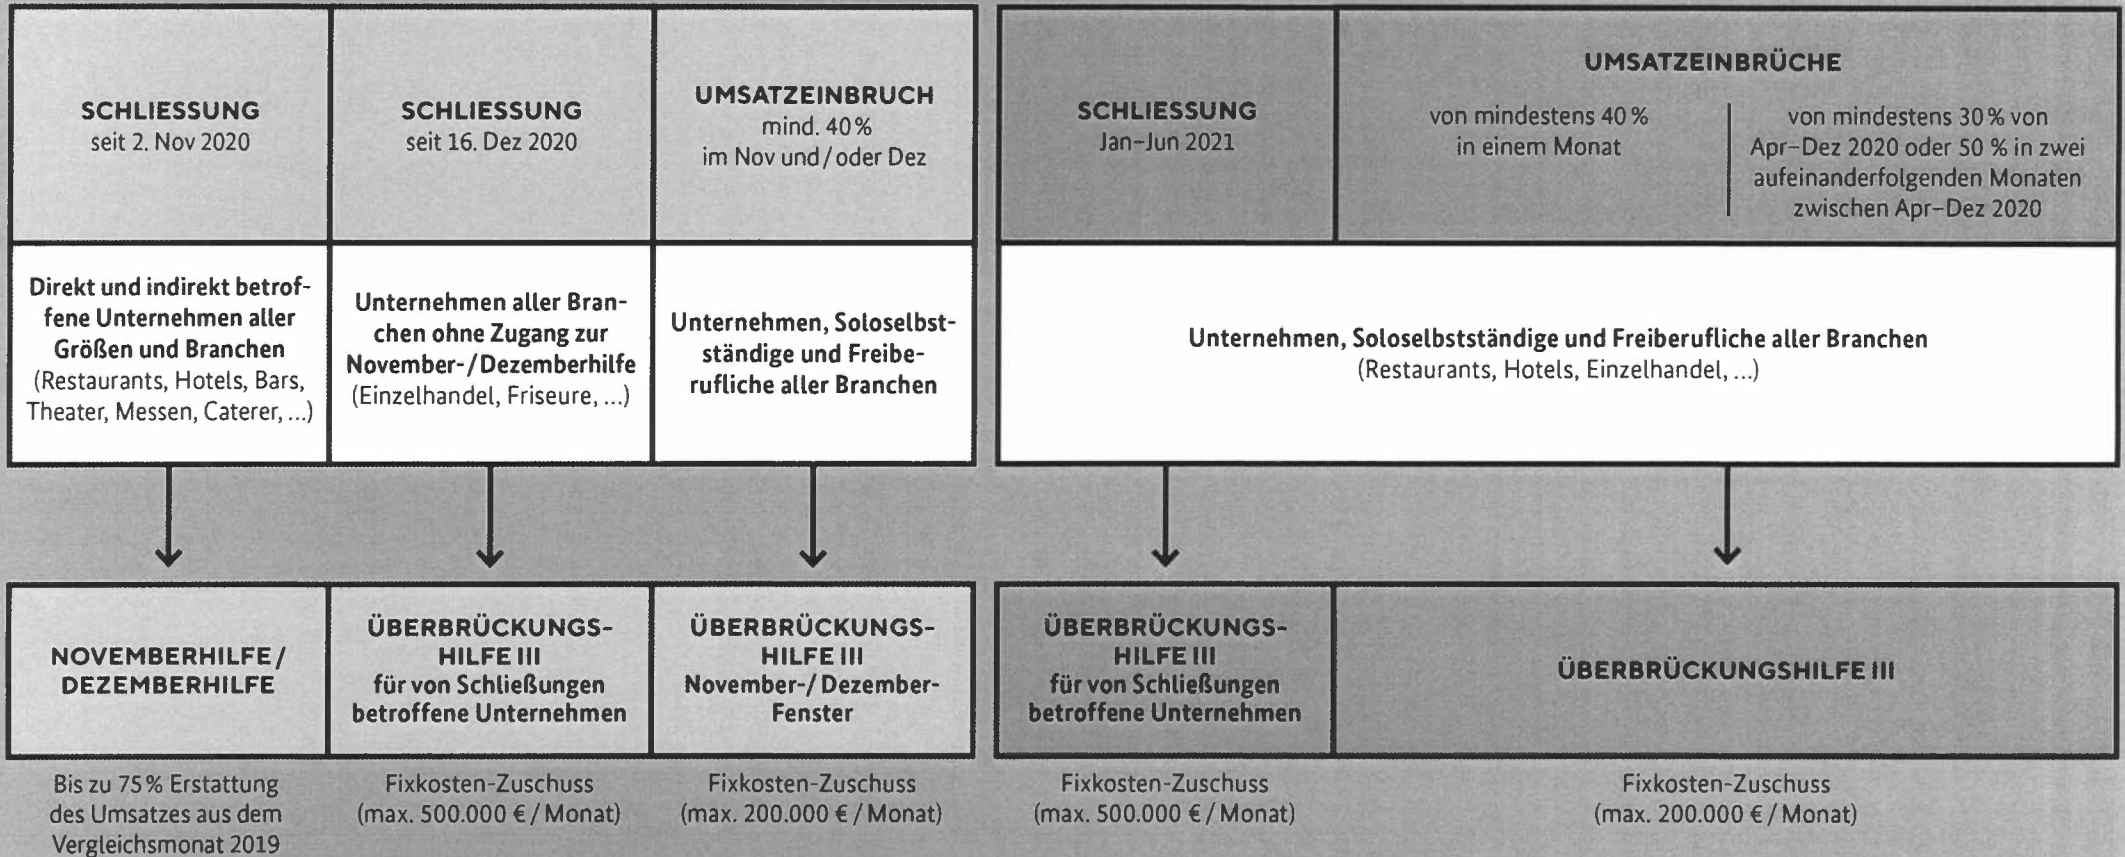 SCHLIESSUNG
seit 2. Nov 2020
SCHLIESSUNG
seit 16. Dez 2020
UMSATZEINBRUCH
mind. 40%
im Nov und/oder Dez
SCHLIESSUNG
Jan–Jun 2021
UMSATZEINBRÜCHE
von mindestens 40 %
in einem Monat
von mindestens 30 % von
Apr–Dez 2020 oder 50 % in zwei
aufeinanderfolgenden Monaten
zwischen Apr–Dez 2020
Direkt und indirekt betrof-
fene Unternehmen aller
Größen und Branchen
(Restaurants, Hotels, Bars,
Theater, Messen, Caterer, ...)
Unternehmen aller Bran-
chen ohne Zugang zur
November-/Dezemberhilfe
(Einzelhandel, Friseure, ...)
Unternehmen, Soloselbst-
ständige und Freibe-
rufliche aller Branchen
Unternehmen, Soloselbstständige und Freiberufliche aller Branchen
(Restaurants, Hotels, Einzelhandel, ...)
NOVEMBERHILFE/
DEZEMBERHILFE
ÜBERBRÜCKUNGS-
HILFE III
für von Schließungen
betroffene Unternehmen
ÜBERBRÜCKUNGS-
HILFE III
November-/Dezember-
Fenster
ÜBERBRÜCKUNGS-
HILFE III
für von Schließungen
betroffene Unternehmen
ÜBERBRÜCKUNGSHILFE III
Bis zu 75% Erstattung
des Umsatzes aus dem
Vergleichsmonat 2019
Fixkosten-Zuschuss
(max. 500.000 €/Monat)
Fixkosten-Zuschuss
(max. 200.000 €/Monat)
Fixkosten-Zuschuss
(max. 500.000 €/Monat)
Fixkosten-Zuschuss
(max. 200.000 €/Monat)